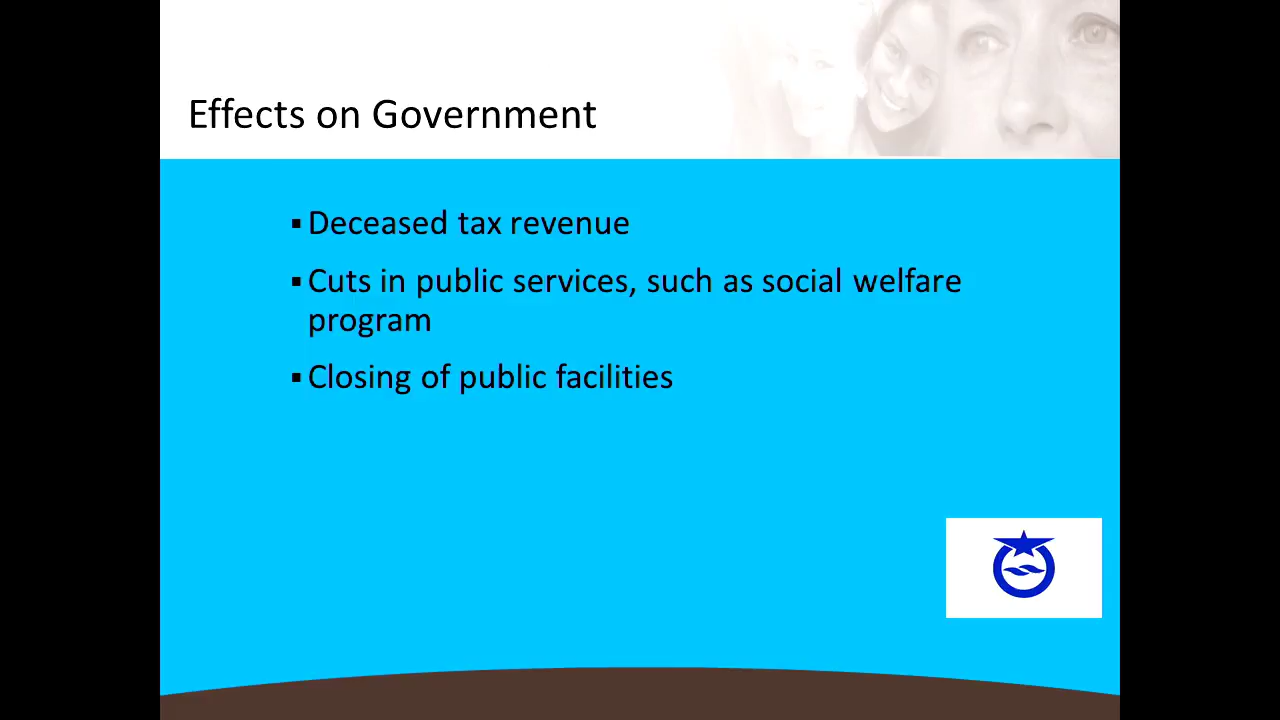 Effects on Government
▪ Deceased tax revenue
▪ Cuts in public services, such as social welfare
program
▪ Closing of public facilities